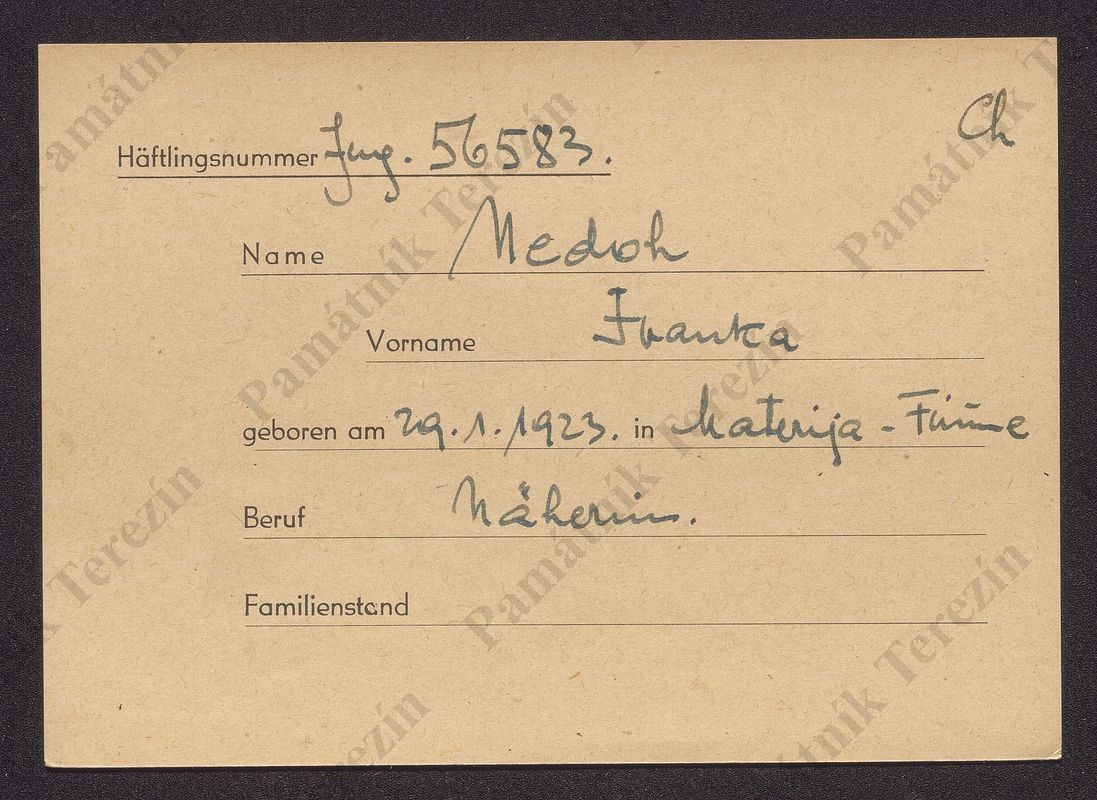 Ch
Häftlingsnummer Jug. 56583.
Name Medoh
Vorname Ivanka
geboren am 29.1.1923. in Materija - Fiume
Beruf Näherin.
Familienstand
Památník Terezín